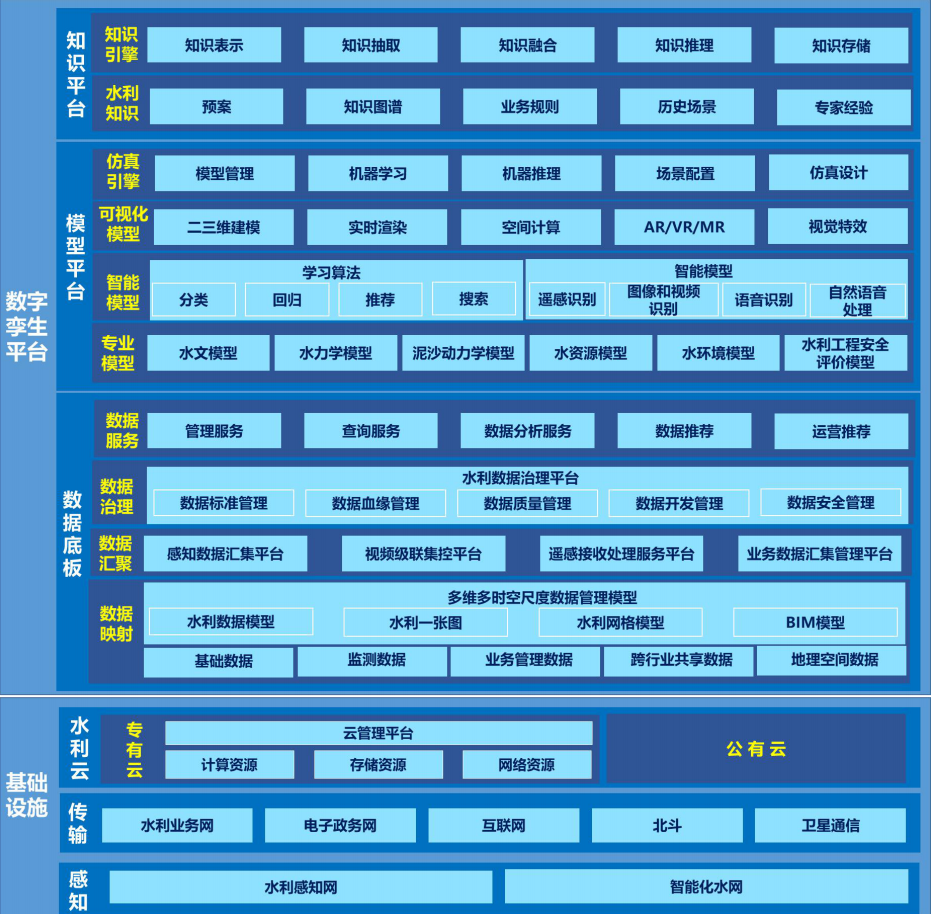 数字
孪生
平台
知识平台
知识
引擎
知识表示
知识抽取
知识融合
知识推理
知识存储
水利
知识
预案
知识图谱
业务规则
历史场景
专家经验
模型平台
仿真
引擎
模型管理
机器学习
机器推理
场景配置
仿真设计
可视化
模型
二三维建模
实时渲染
空间计算
AR/VR/MR
视觉特效
智能
模型
学习算法
分类
回归
推荐
搜索
智能模型
遥感识别
图像和视频
识别
语音识别
自然语音
处理
专业
模型
水文模型
水力学模型
泥沙动力学模型
水资源模型
水环境模型
水利工程安全
评价模型
数据底板
数据
服务
管理服务
查询服务
数据分析服务
数据推荐
运营推荐
数据
治理
水利数据治理平台
数据标准管理
数据血缘管理
数据质量管理
数据开发管理
数据安全管理
数据
汇聚
感知数据汇集平台
视频级联集控平台
遥感接收处理服务平台
业务数据汇集管理平台
数据
映射
多维多时空尺度数据管理模型
水利数据模型
水利一张图
水利网格模型
BIM模型
基础数据
监测数据
业务管理数据
跨行业共享数据
地理空间数据
基础
设施
水利云
专有云
云管理平台
计算资源
存储资源
网络资源
公有云
传输
水利业务网
电子政务网
互联网
北斗
卫星通信
感知
水利感知网
智能化水网